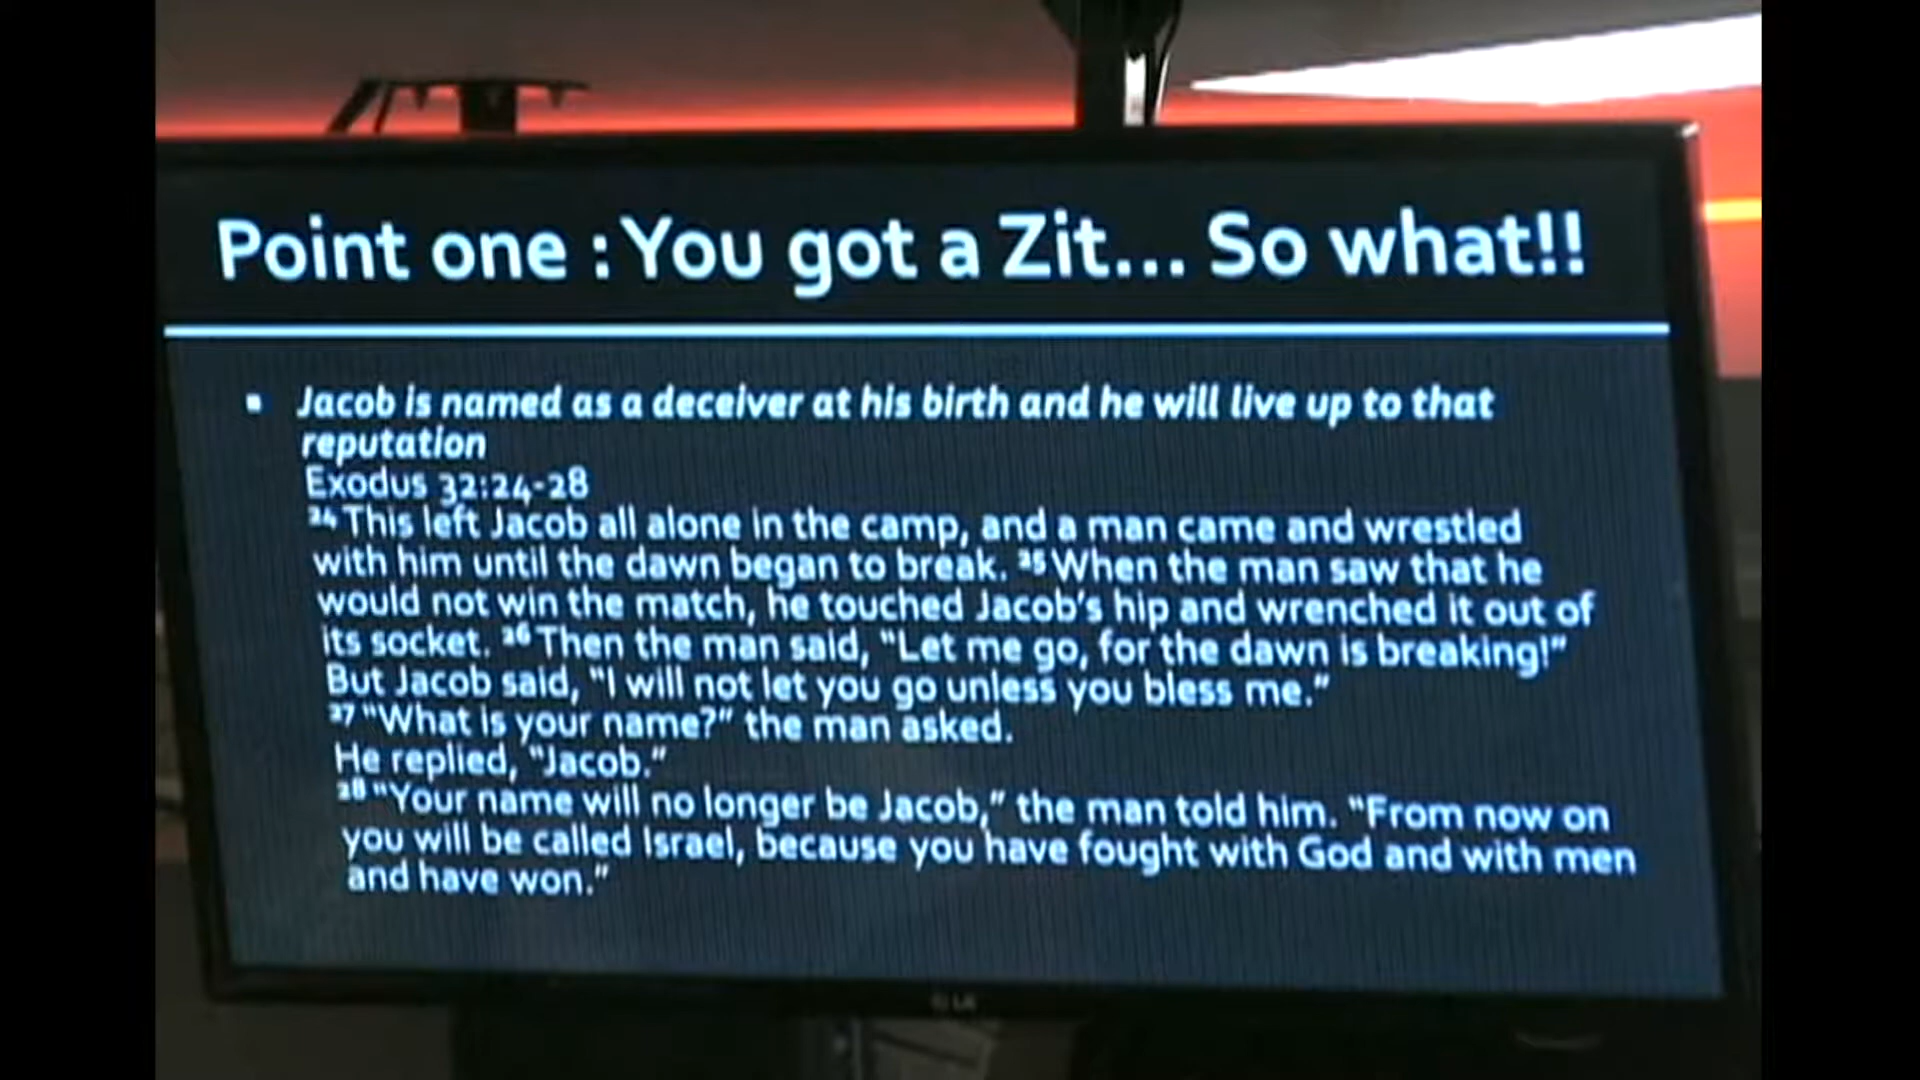 Point one : You got a Zit... So what!!
▪ Jacob is named as a deceiver at his birth and he will live up to that
reputation
Exodus 32:24-28
²⁴ This left Jacob all alone in the camp, and a man came and wrestled
with him until the dawn began to break. ²⁵ When the man saw that he
would not win the match, he touched Jacob's hip and wrenched it out of
its socket. ²⁶ Then the man said, “Let me go, for the dawn is breaking!”
But Jacob said, “I will not let you go unless you bless me.”
²⁷ “What is your name?” the man asked.
He replied, “Jacob.”
²⁸ “Your name will no longer be Jacob,” the man told him. “From now on
you will be called Israel, because you have fought with God and with men
and have won.”
LG